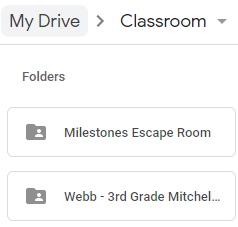 My Drive > Classroom
Folders
Milestones Escape Room
Webb - 3rd Grade Mitchel...